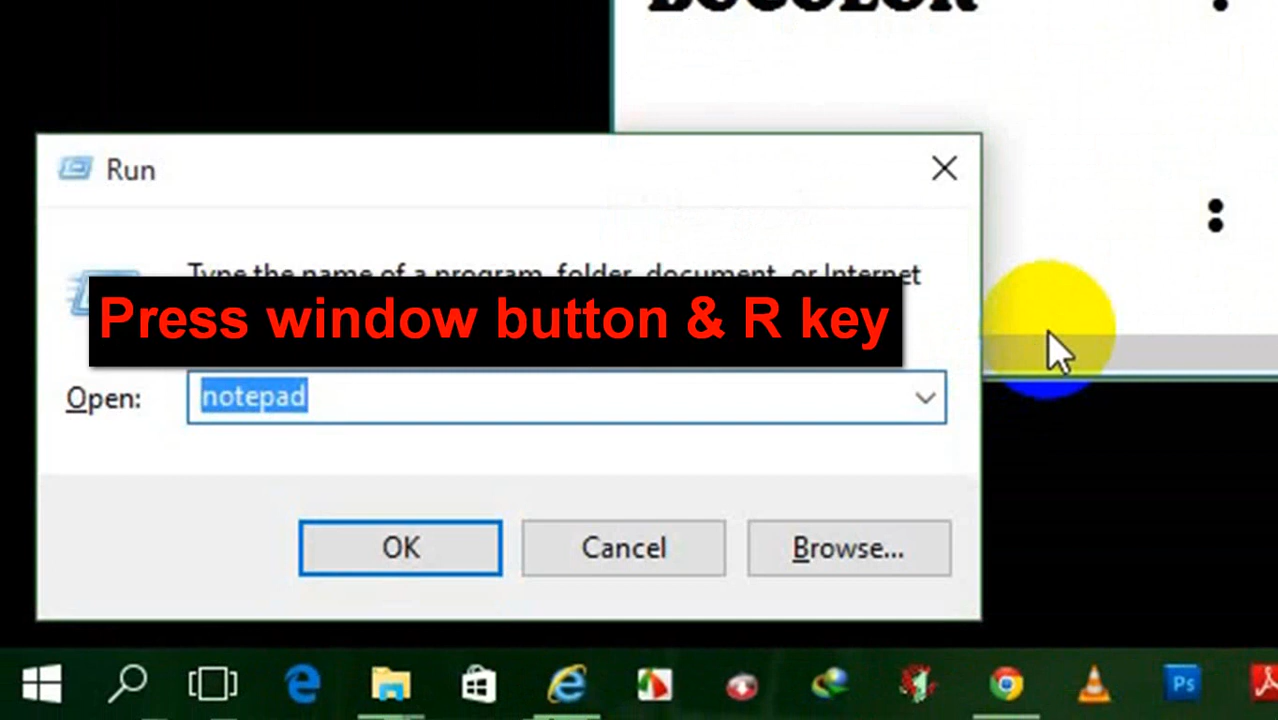 Run
Type the name of a program, folder, document, or Internet
Press window button & R key
Open: notepad
OK Cancel Browse...
Ps